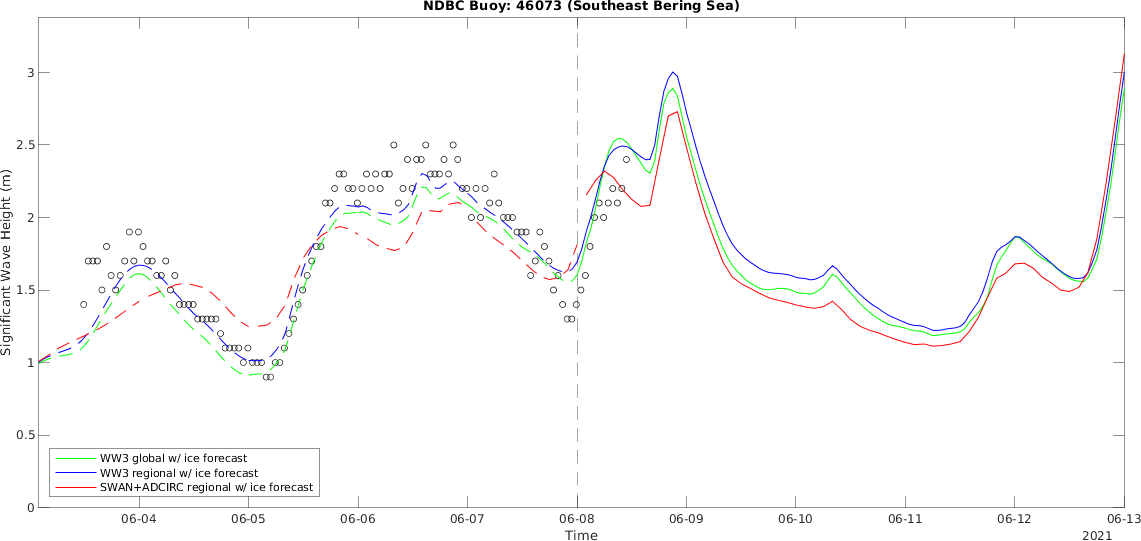 NDBC Buoy: 46073 (Southeast Bering Sea)
Significant Wave Height (m)
3
2.5
2
1.5
1
0.5
0
WW3 global w/ ice forecast
WW3 regional w/ ice forecast
SWAN+ADCIRC regional w/ ice forecast
06-04 06-05 06-06 06-07 06-08 06-09 06-10 06-11 06-12 06-13
Time
2021